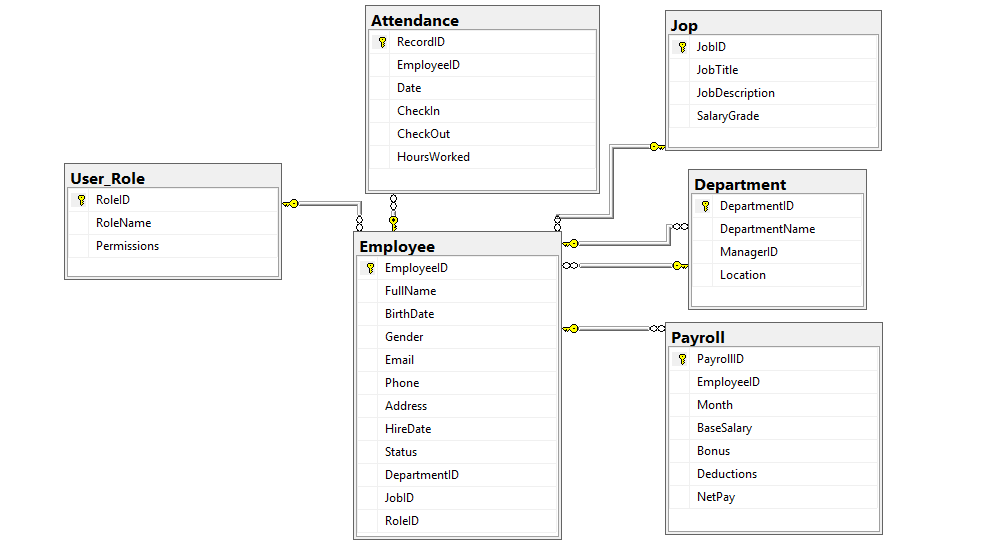 Attendance
RecordID
EmployeeID
Date
CheckIn
CheckOut
HoursWorked
Jop
JobID
JobTitle
JobDescription
SalaryGrade
User_Role
RoleID
RoleName
Permissions
Department
DepartmentID
DepartmentName
ManagerID
Location
Employee
EmployeeID
FullName
BirthDate
Gender
Email
Phone
Address
HireDate
Status
DepartmentID
JobID
RoleID
Payroll
PayrollID
EmployeeID
Month
BaseSalary
Bonus
Deductions
NetPay